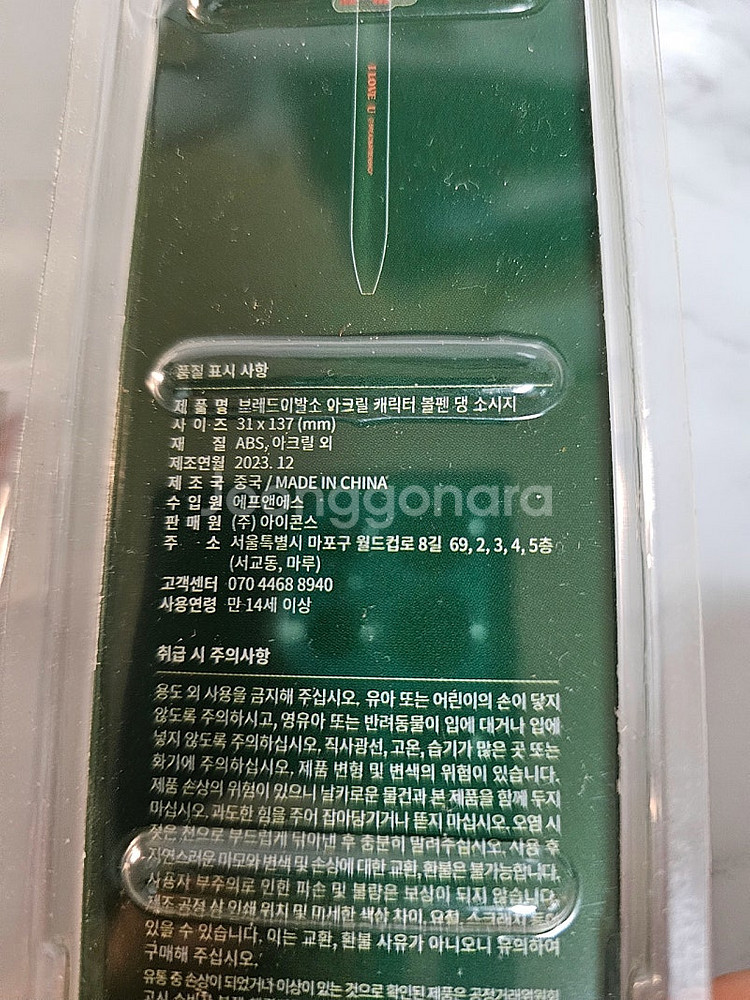 I LOVE U
품질 표시 사항
제 품 명 브레드이발소 아크릴 캐릭터 볼펜 댕 소시지
사 이 즈 31 x 137 (mm)
재 질 ABS, 아크릴 외
제조연월 2023. 12
제 조 국 중국 / MADE IN CHINA
수 입 원 에프앤에스
판 매 원 (주) 아이콘스
주 소 서울특별시 마포구 월드컵로 8길 69, 2, 3, 4, 5층
(서교동, 마루)
고객센터 070 4468 8940
사용연령 만 14세 이상
Joonggonara
취급 시 주의사항
용도 외 사용을 금지해 주십시오. 유아 또는 어린이의 손이 닿지
않도록 주의하시고, 영유아 또는 반려동물이 입에 대거나 입에
넣지 않도록 주의하십시오. 직사광선, 고온, 습기가 많은 곳 또는
화기에 주의하십시오. 제품 변형 및 변색의 위험이 있습니다.
제품 손상의 위험이 있으니 날카로운 물건과 본 제품을 함께 두지
마십시오. 과도한 힘을 주어 잡아당기거나 뜯지 마십시오. 오염 시
젖은 천으로 부드럽게 닦아낸 후 충분히 말려주십시오. 사용 후
자연스러운 마모와 변색 및 손상에 대한 교환, 환불은 불가능합니다.
사용자 부주의로 인한 파손 및 불량은 보상이 되지 않습니다.
제조 공정 상 인쇄 위치 및 미세한 색상 차이, 요철, 스크래치 등이
있을 수 있습니다. 이는 교환, 환불 사유가 아니오니 유의하여
구매해 주십시오.
유통 중 손상이 되었거나 이상이 있는 것으로 확인된 제품은 공정거래위원회
고시 소비자